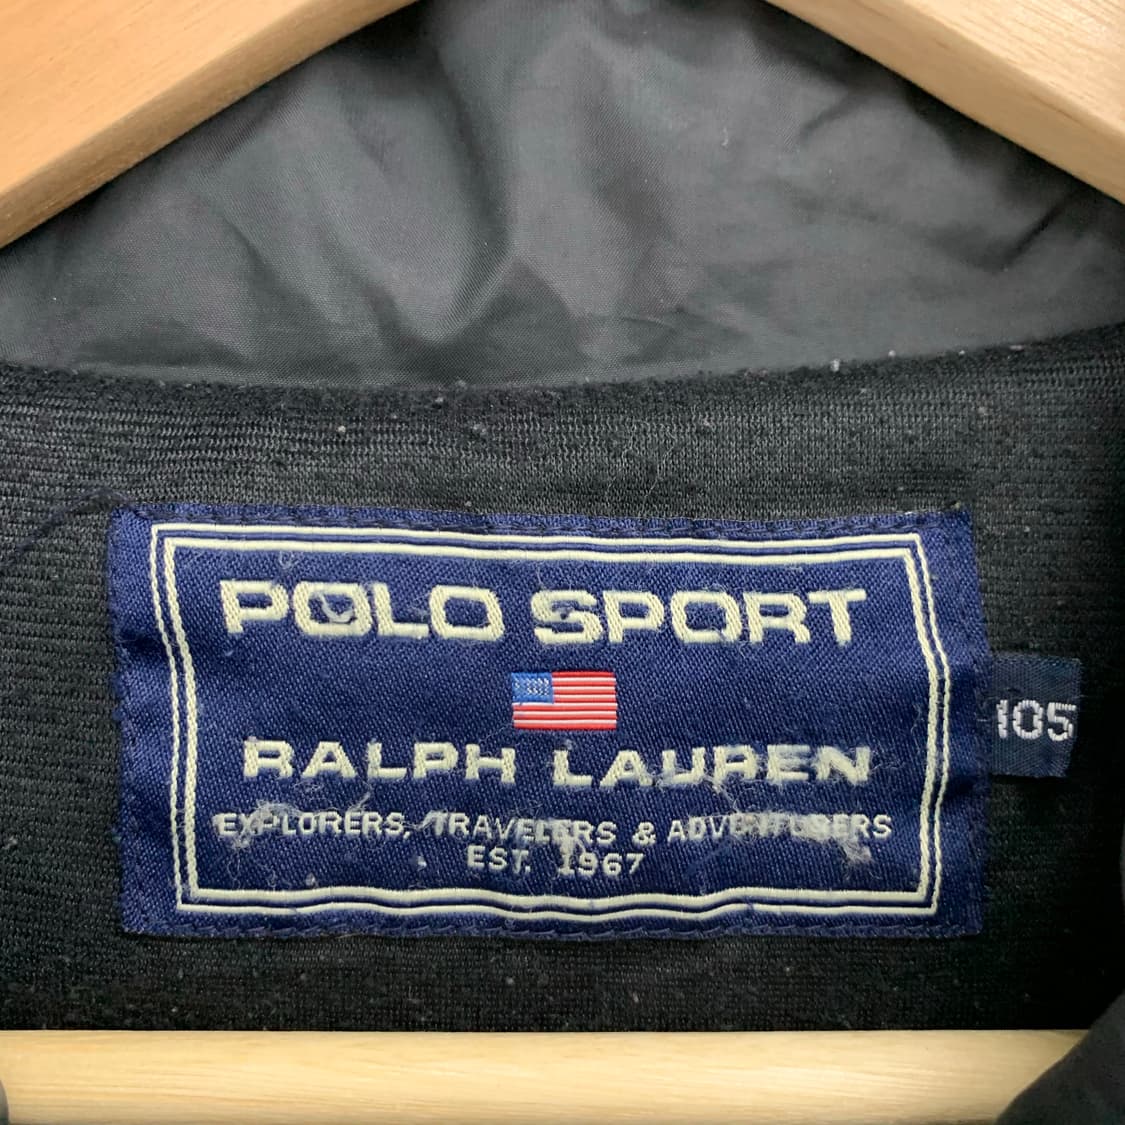 POLO SPORT
RALPH LAUREN
EXPLORERS, TRAVELERS & ADVENTURERS
EST. 1967
105